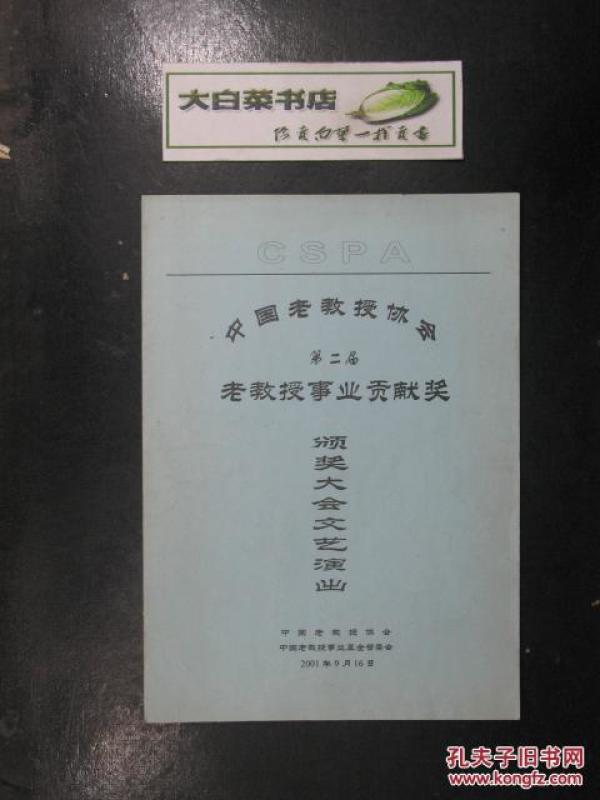 大白菜书店
CSPA
中国老教授协会
第二届
老教授事业贡献奖
颁奖大会文艺演出
中国老教授协会
中国老教授事业基金管委会
2001年9月16日
孔夫子旧书网
www.kongfz.com